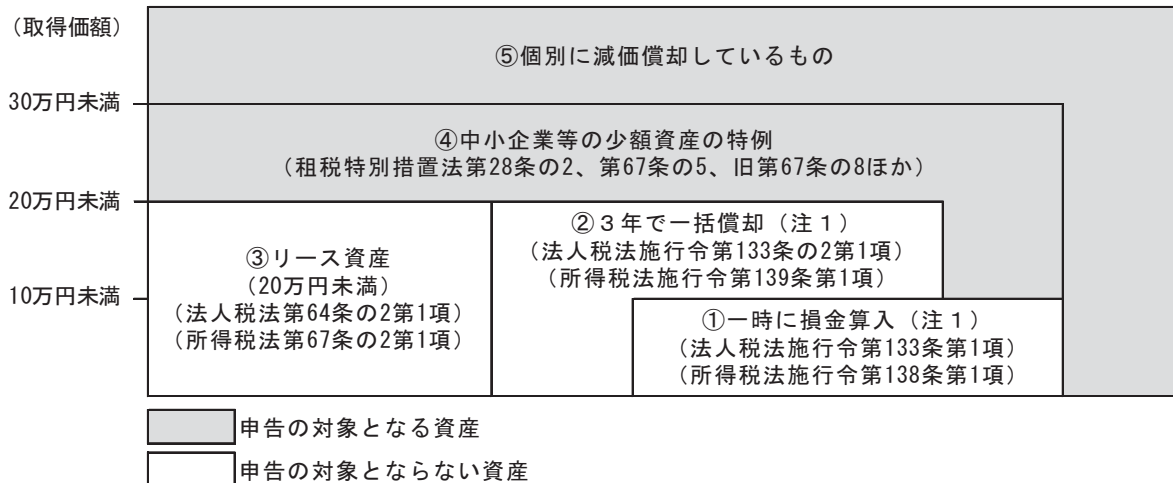 （取得価額）
⑤個別に減価償却しているもの
30万円未満
④中小企業等の少額資産の特例
（租税特別措置法第28条の2、第67条の5、旧第67条の8ほか）
20万円未満
②３年で一括償却（注１）
（法人税法施行令第133条の2第1項）
（所得税法施行令第139条第1項）
③リース資産
（20万円未満）
（法人税法第64条の2第1項）
（所得税法第67条の2第1項）
10万円未満
①一時に損金算入（注１）
（法人税法施行令第133条第1項）
（所得税法施行令第138条第1項）
申告の対象となる資産
申告の対象とならない資産